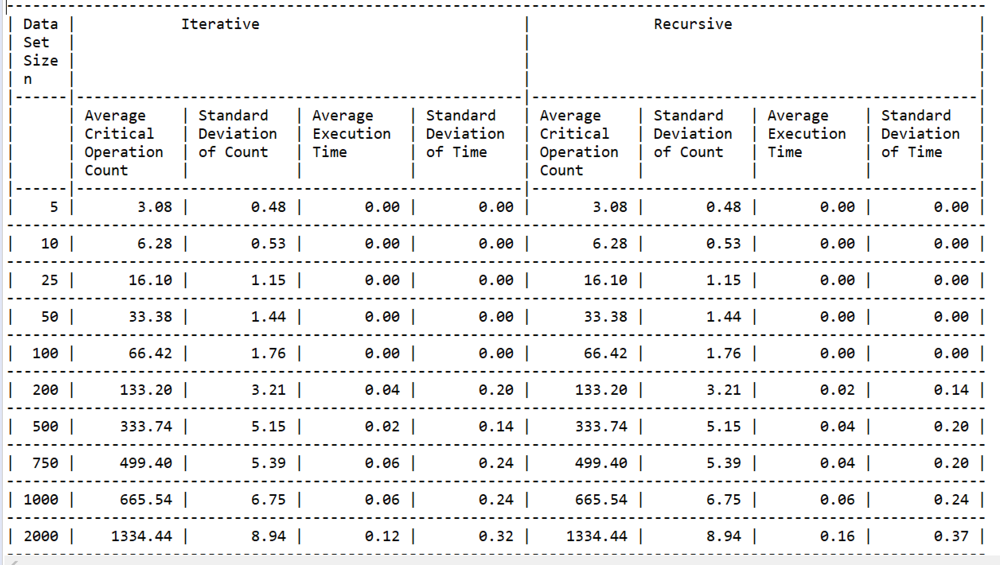 --------------------------------------------------------------------------------------------------------------
| Data |            Iterative                              |              Recursive                            |
| Set  |                                                   |                                                   |
| Size |                                                   |                                                   |
| n    |                                                   |                                                   |
|------|---------------------------------------------------|---------------------------------------------------|
|      | Average    | Standard   | Average    | Standard   | Average    | Standard   | Average    | Standard   |
|      | Critical   | Deviation  | Execution  | Deviation  | Critical   | Deviation  | Execution  | Deviation  |
|      | Operation  | of Count   | Time       | of Time    | Operation  | of Count   | Time       | of Time    |
|      | Count      |            |            |            | Count      |            |            |            |
|------|---------------------------------------------------|---------------------------------------------------|
|    5 |       3.08 |       0.48 |       0.00 |       0.00 |       3.08 |       0.48 |       0.00 |       0.00 |
--------------------------------------------------------------------------------------------------------------
|   10 |       6.28 |       0.53 |       0.00 |       0.00 |       6.28 |       0.53 |       0.00 |       0.00 |
--------------------------------------------------------------------------------------------------------------
|   25 |      16.10 |       1.15 |       0.00 |       0.00 |      16.10 |       1.15 |       0.00 |       0.00 |
--------------------------------------------------------------------------------------------------------------
|   50 |      33.38 |       1.44 |       0.00 |       0.00 |      33.38 |       1.44 |       0.00 |       0.00 |
--------------------------------------------------------------------------------------------------------------
|  100 |      66.42 |       1.76 |       0.00 |       0.00 |      66.42 |       1.76 |       0.00 |       0.00 |
--------------------------------------------------------------------------------------------------------------
|  200 |     133.20 |       3.21 |       0.04 |       0.20 |     133.20 |       3.21 |       0.02 |       0.14 |
--------------------------------------------------------------------------------------------------------------
|  500 |     333.74 |       5.15 |       0.02 |       0.14 |     333.74 |       5.15 |       0.04 |       0.20 |
--------------------------------------------------------------------------------------------------------------
|  750 |     499.40 |       5.39 |       0.06 |       0.24 |     499.40 |       5.39 |       0.04 |       0.20 |
--------------------------------------------------------------------------------------------------------------
| 1000 |     665.54 |       6.75 |       0.06 |       0.24 |     665.54 |       6.75 |       0.06 |       0.24 |
--------------------------------------------------------------------------------------------------------------
| 2000 |    1334.44 |       8.94 |       0.12 |       0.32 |    1334.44 |       8.94 |       0.16 |       0.37 |
--------------------------------------------------------------------------------------------------------------